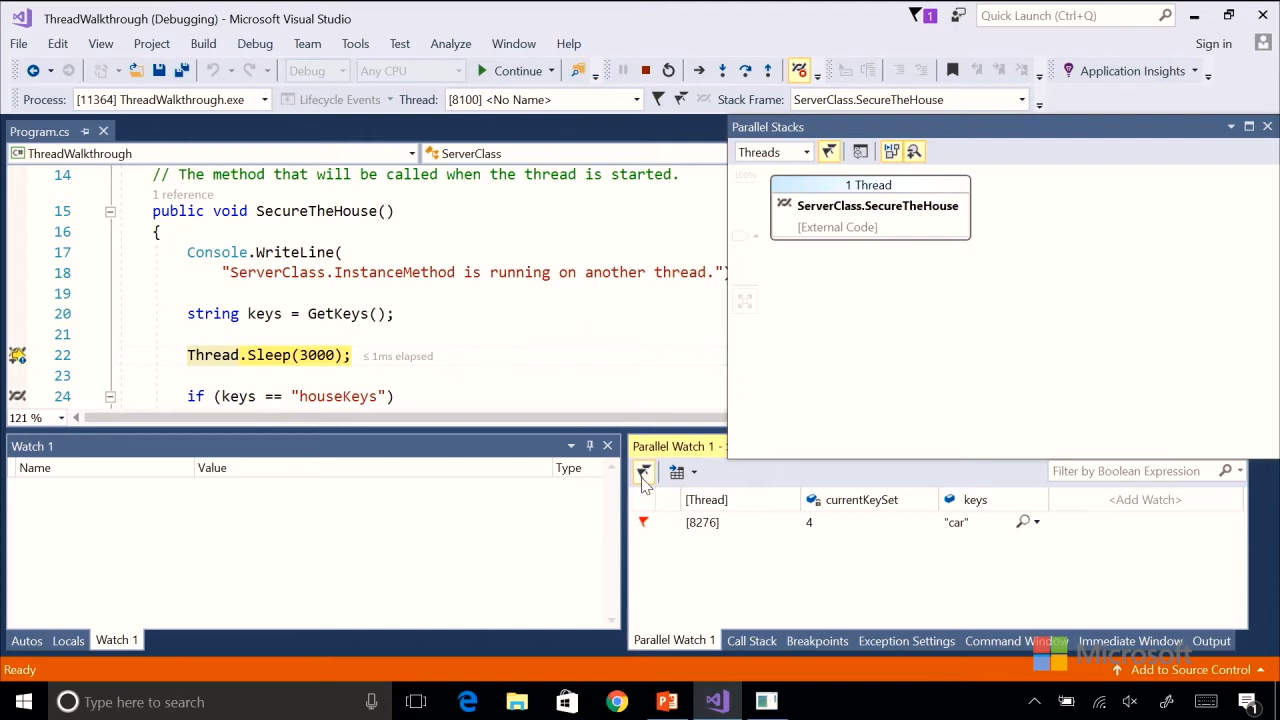 ThreadWalkthrough (Debugging) - Microsoft Visual Studio
1
Quick Launch (Ctrl+Q)
File Edit View Project Build Debug Team Tools Test Analyze Window Help
Sign in
Debug Any CPU Continue Application Insights
Process: [11364] ThreadWalkthrough.exe Lifecycle Events Thread: [8100] <No Name> Stack Frame: ServerClass.SecureTheHouse
Program.cs
Parallel Stacks
ThreadWalkthrough ServerClass
Threads
14 // The method that will be called when the thread is started.
100%
1 Thread
1 reference
ServerClass.SecureTheHouse
15 public void SecureTheHouse()
[External Code]
16 {
17 Console.WriteLine(
18 "ServerClass.InstanceMethod is running on another thread.")
19
20 string keys = GetKeys();
21
22 Thread.Sleep(3000); ≤ 1ms elapsed
23
24 if (keys == "houseKeys")
121 %
Watch 1
Parallel Watch 1 -
Name Value Type
Filter by Boolean Expression
[Thread] currentKeySet keys <Add Watch>
[8276] 4 "car"
Autos Locals Watch 1
Parallel Watch 1 Call Stack Breakpoints Exception Settings Command Window Immediate Window Output
Microsoft
Ready
Add to Source Control
Type here to search
1